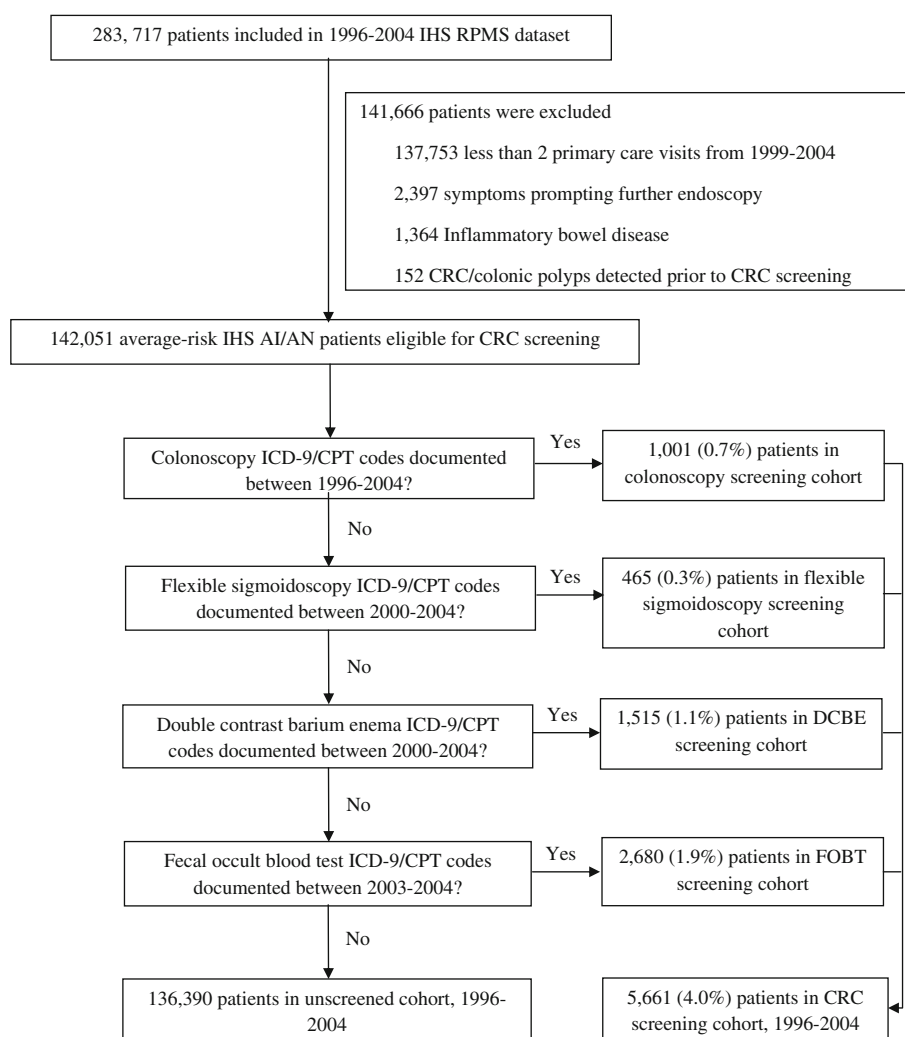 283, 717 patients included in 1996-2004 IHS RPMS dataset
141,666 patients were excluded
137,753 less than 2 primary care visits from 1999-2004
2,397 symptoms prompting further endoscopy
1,364 Inflammatory bowel disease
152 CRC/colonic polyps detected prior to CRC screening
142,051 average-risk IHS AI/AN patients eligible for CRC screening
Colonoscopy ICD-9/CPT codes documented
between 1996-2004?
Yes
1,001 (0.7%) patients in
colonoscopy screening cohort
No
Flexible sigmoidoscopy ICD-9/CPT codes
documented between 2000-2004?
Yes
465 (0.3%) patients in flexible
sigmoidoscopy screening
cohort
No
Double contrast barium enema ICD-9/CPT
codes documented between 2000-2004?
Yes
1,515 (1.1%) patients in DCBE
screening cohort
No
Fecal occult blood test ICD-9/CPT codes
documented between 2003-2004?
Yes
2,680 (1.9%) patients in FOBT
screening cohort
No
136,390 patients in unscreened cohort, 1996-
2004
5,661 (4.0%) patients in CRC
screening cohort, 1996-2004